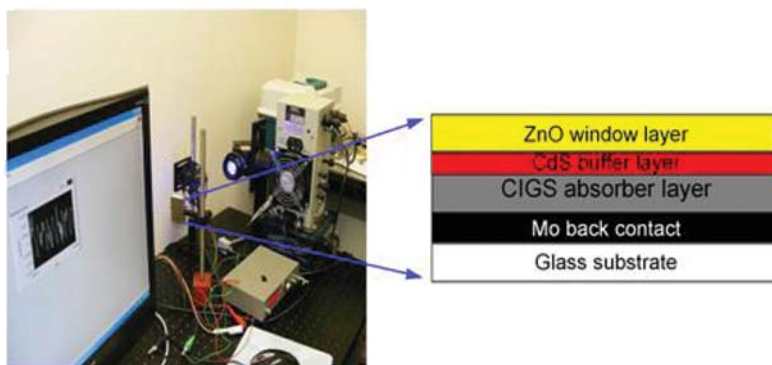 ZnO window layer
CdS buffer layer
CIGS absorber layer
Mo back contact
Glass substrate